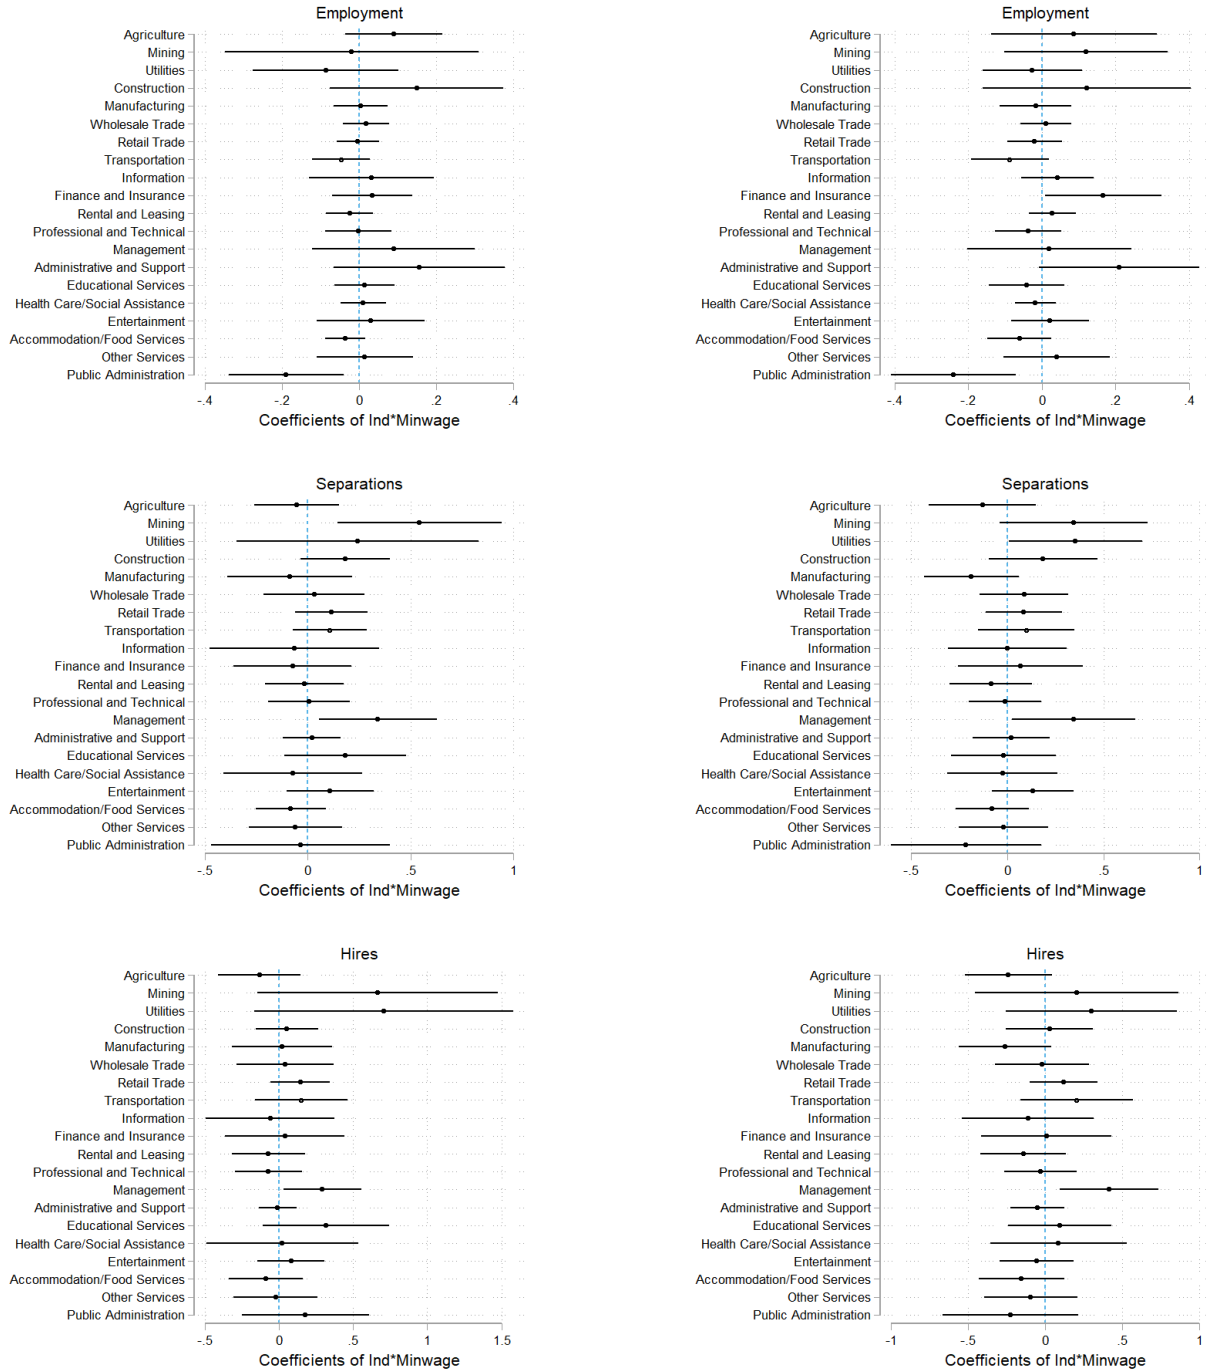 Employment
Agriculture
Mining
Utilities
Construction
Manufacturing
Wholesale Trade
Retail Trade
Transportation
Information
Finance and Insurance
Rental and Leasing
Professional and Technical
Management
Administrative and Support
Educational Services
Health Care/Social Assistance
Entertainment
Accommodation/Food Services
Other Services
Public Administration
-.4 -.2 0 .2 .4
Coefficients of Ind*Minwage
Employment
Agriculture
Mining
Utilities
Construction
Manufacturing
Wholesale Trade
Retail Trade
Transportation
Information
Finance and Insurance
Rental and Leasing
Professional and Technical
Management
Administrative and Support
Educational Services
Health Care/Social Assistance
Entertainment
Accommodation/Food Services
Other Services
Public Administration
-.4 -.2 0 .2 .4
Coefficients of Ind*Minwage
Separations
Agriculture
Mining
Utilities
Construction
Manufacturing
Wholesale Trade
Retail Trade
Transportation
Information
Finance and Insurance
Rental and Leasing
Professional and Technical
Management
Administrative and Support
Educational Services
Health Care/Social Assistance
Entertainment
Accommodation/Food Services
Other Services
Public Administration
-.5 0 .5 1
Coefficients of Ind*Minwage
Separations
Agriculture
Mining
Utilities
Construction
Manufacturing
Wholesale Trade
Retail Trade
Transportation
Information
Finance and Insurance
Rental and Leasing
Professional and Technical
Management
Administrative and Support
Educational Services
Health Care/Social Assistance
Entertainment
Accommodation/Food Services
Other Services
Public Administration
-.5 0 .5 1
Coefficients of Ind*Minwage
Hires
Agriculture
Mining
Utilities
Construction
Manufacturing
Wholesale Trade
Retail Trade
Transportation
Information
Finance and Insurance
Rental and Leasing
Professional and Technical
Management
Administrative and Support
Educational Services
Health Care/Social Assistance
Entertainment
Accommodation/Food Services
Other Services
Public Administration
-.5 0 .5 1 1.5
Coefficients of Ind*Minwage
Hires
Agriculture
Mining
Utilities
Construction
Manufacturing
Wholesale Trade
Retail Trade
Transportation
Information
Finance and Insurance
Rental and Leasing
Professional and Technical
Management
Administrative and Support
Educational Services
Health Care/Social Assistance
Entertainment
Accommodation/Food Services
Other Services
Public Administration
-1 -.5 0 .5 1
Coefficients of Ind*Minwage